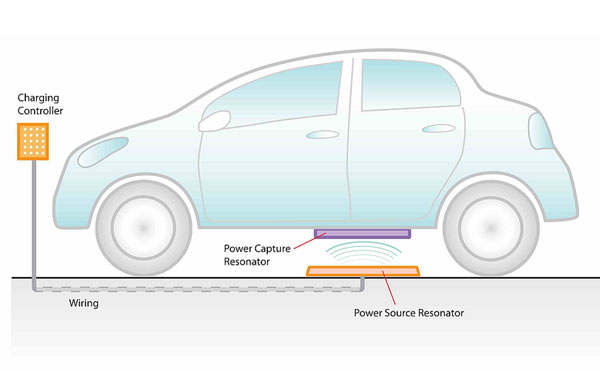 Charging
Controller
Power Capture
Resonator
Wiring
Power Source Resonator